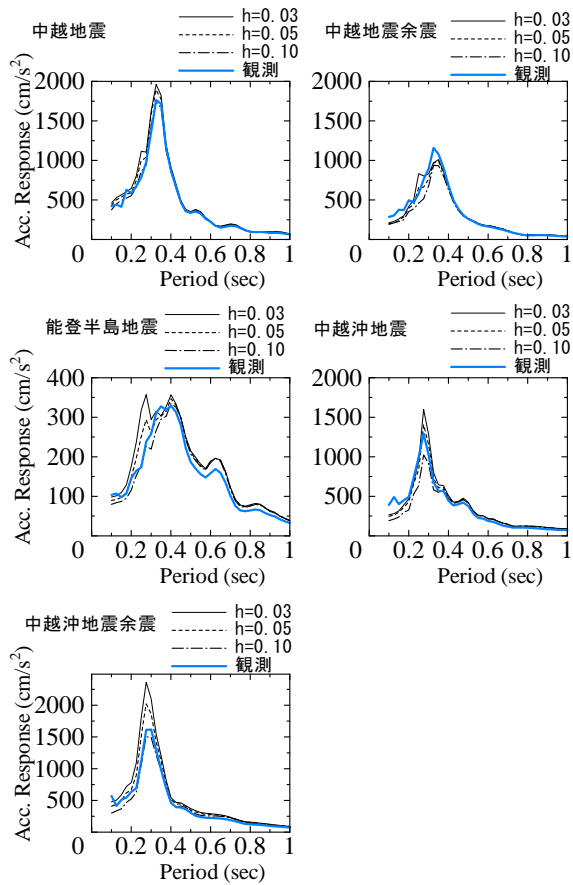 中越地震
h=0.03
h=0.05
h=0.10
観測
Acc. Response (cm/s²)
2000
1500
1000
500
0
0.2 0.4 0.6 0.8 1
Period (sec)
中越地震余震
h=0.03
h=0.05
h=0.10
観測
2000
1500
1000
500
0
0.2 0.4 0.6 0.8 1
Period (sec)
能登半島地震
h=0.03
h=0.05
h=0.10
観測
Acc. Response (cm/s²)
400
300
200
100
0
0.2 0.4 0.6 0.8 1
Period (sec)
中越沖地震
h=0.03
h=0.05
h=0.10
観測
Acc. Response (cm/s²)
1500
1000
500
0
0.2 0.4 0.6 0.8 1
Period (sec)
中越沖地震余震
h=0.03
h=0.05
h=0.10
観測
Acc. Response (cm/s²)
2000
1500
1000
500
0
0.2 0.4 0.6 0.8 1
Period (sec)